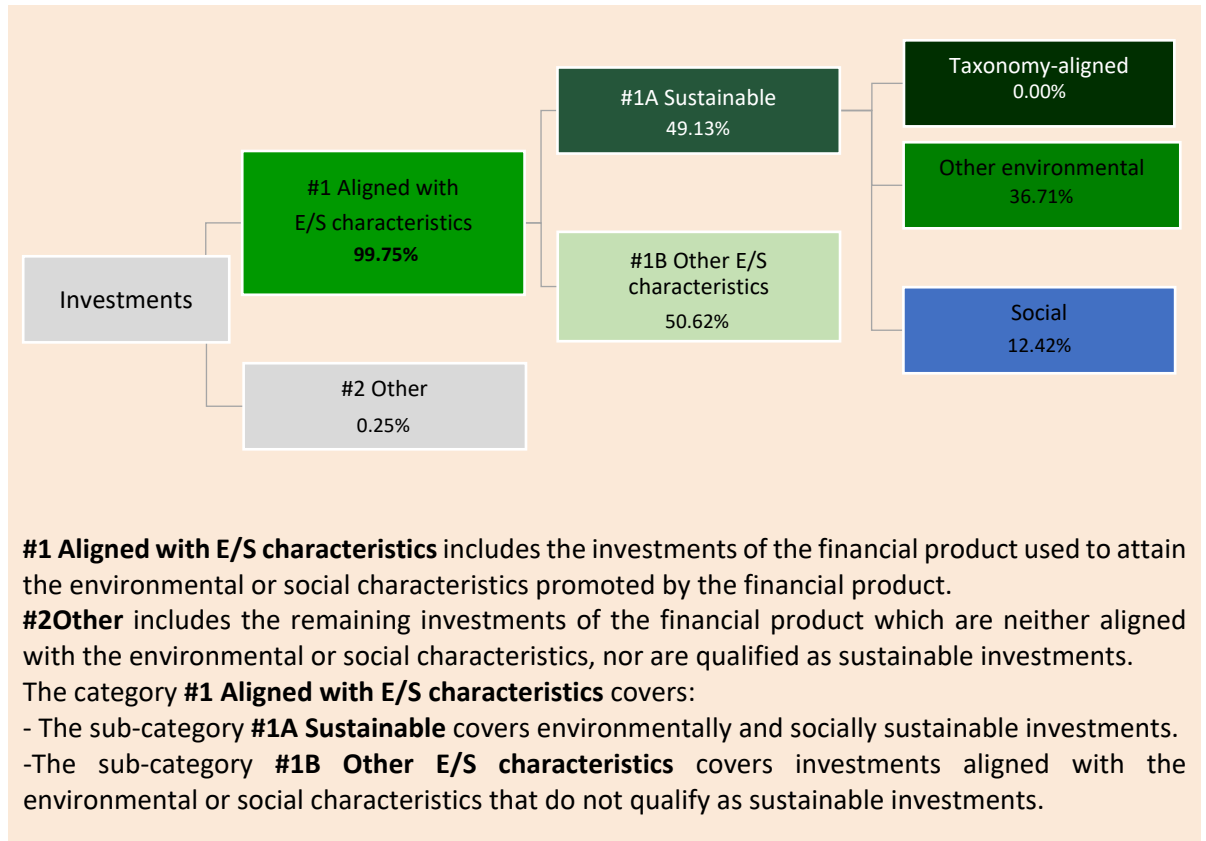 Investments
#1 Aligned with
E/S characteristics
99.75%
#2 Other
0.25%
#1A Sustainable
49.13%
#1B Other E/S
characteristics
50.62%
Taxonomy-aligned
0.00%
Other environmental
36.71%
Social
12.42%
#1 Aligned with E/S characteristics includes the investments of the financial product used to attain
the environmental or social characteristics promoted by the financial product.
#2Other includes the remaining investments of the financial product which are neither aligned
with the environmental or social characteristics, nor are qualified as sustainable investments.
The category #1 Aligned with E/S characteristics covers:
- The sub-category #1A Sustainable covers environmentally and socially sustainable investments.
-The sub-category #1B Other E/S characteristics covers investments aligned with the
environmental or social characteristics that do not qualify as sustainable investments.